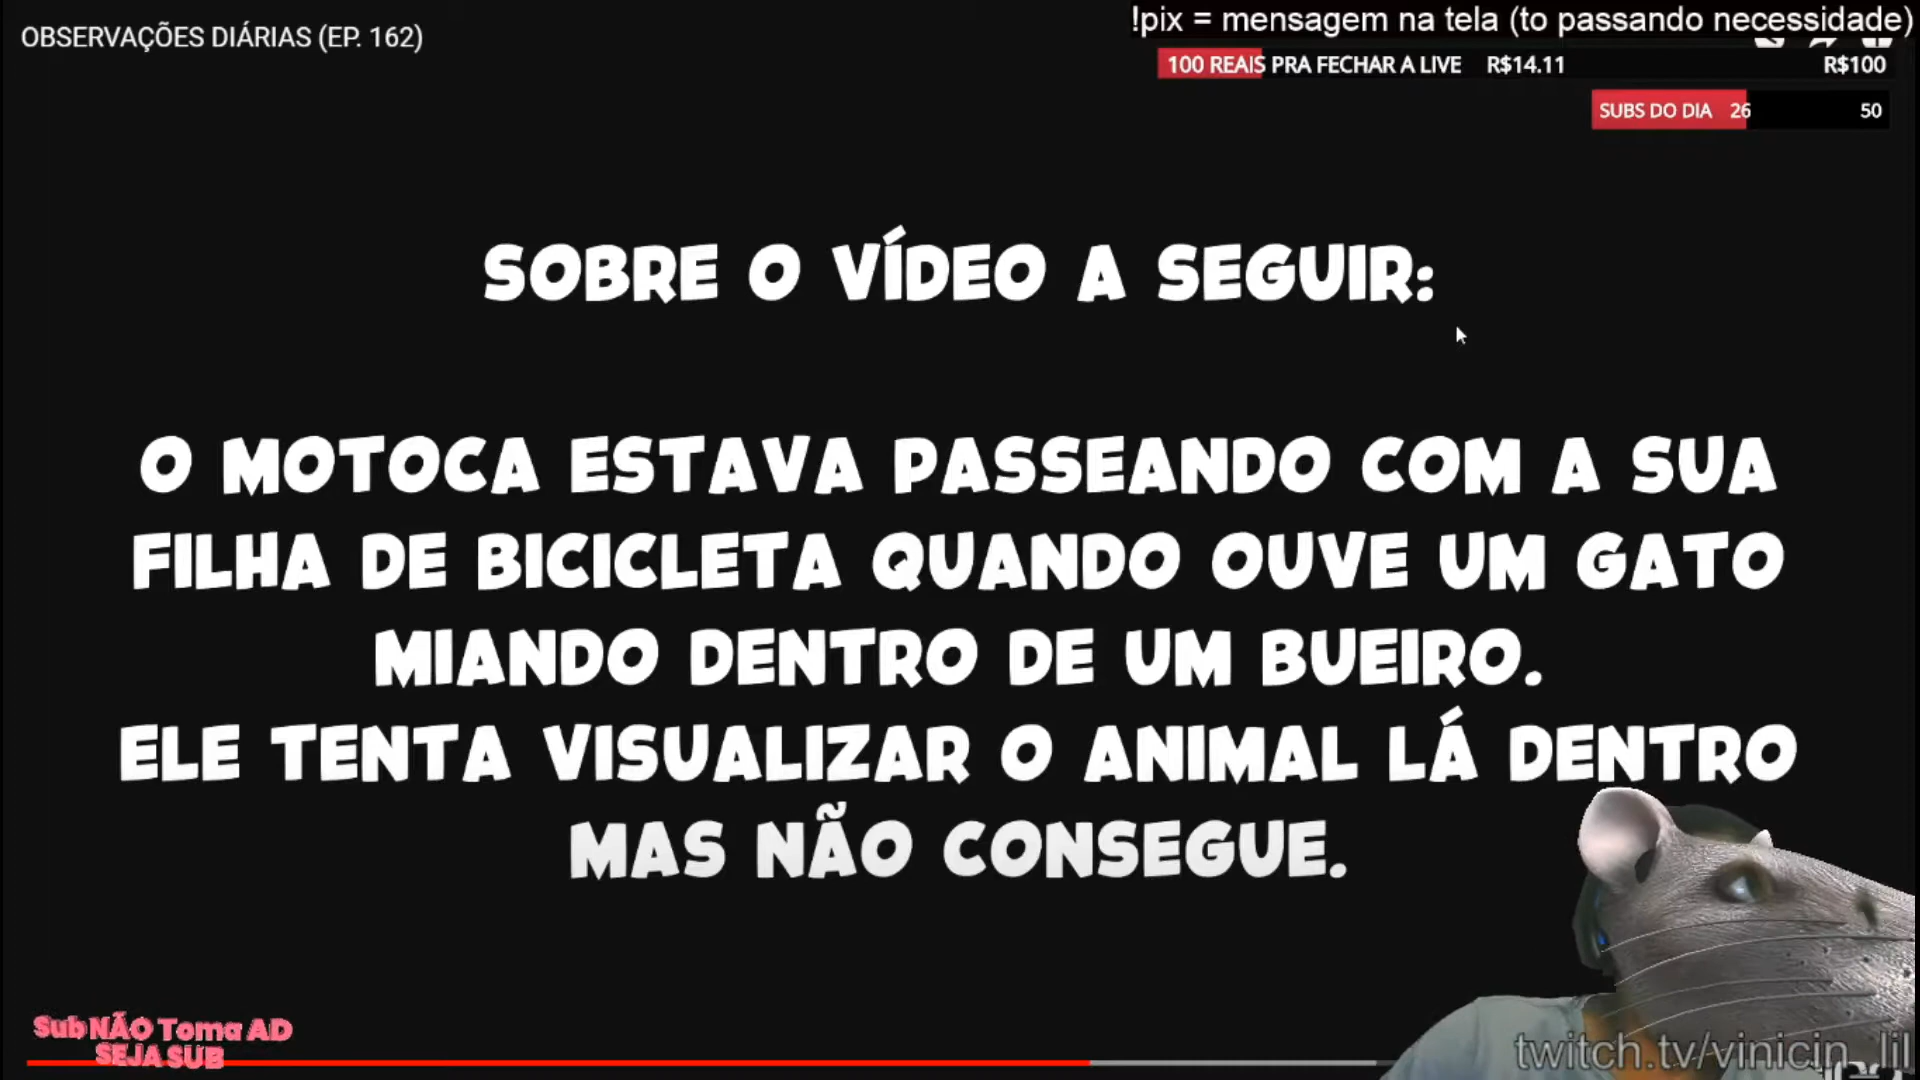 OBSERVAÇÕES DIÁRIAS (EP. 162)
!pix = mensagem na tela (to passando necessidade)
100 REAIS PRA FECHAR A LIVE R$14.11 R$100
SUBS DO DIA 26 50
SOBRE O VÍDEO A SEGUIR:
O MOTOCA ESTAVA PASSEANDO COM A SUA
FILHA DE BICICLETA QUANDO OUVE UM GATO
MIANDO DENTRO DE UM BUEIRO.
ELE TENTA VISUALIZAR O ANIMAL LÁ DENTRO
MAS NÃO CONSEGUE.
Sub NÃO Toma AD
SEJA SUB
twitch.tv/vinicin_lil